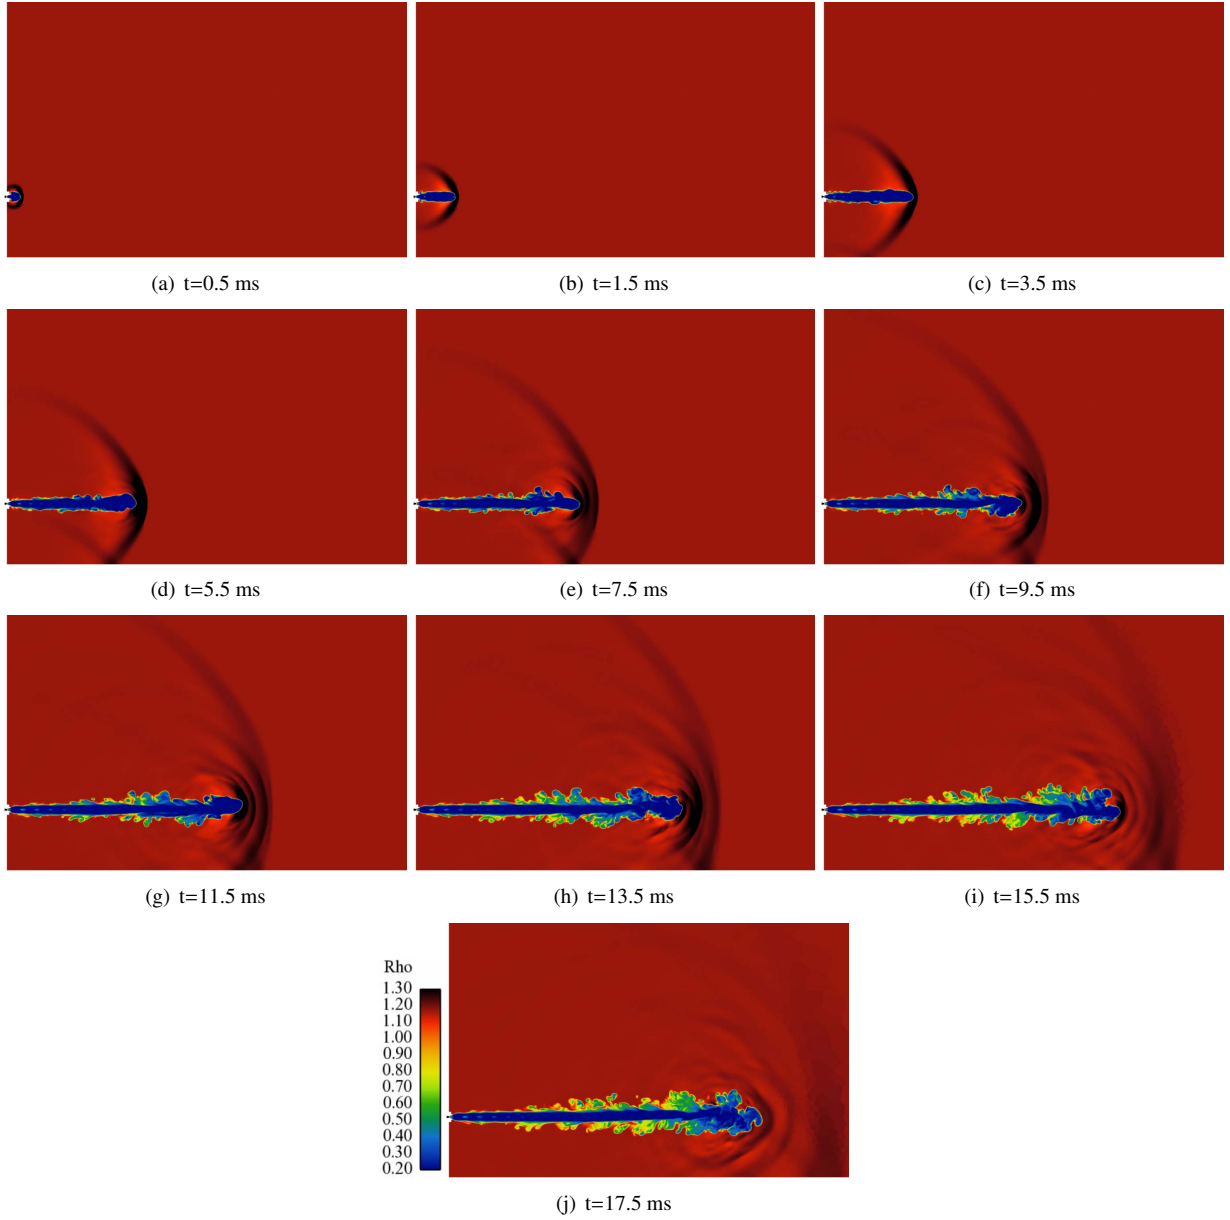 (a) t=0.5 ms
(b) t=1.5 ms
(c) t=3.5 ms
(d) t=5.5 ms
(e) t=7.5 ms
(f) t=9.5 ms
(g) t=11.5 ms
(h) t=13.5 ms
(i) t=15.5 ms
Rho
1.30
1.20
1.10
1.00
0.90
0.80
0.70
0.60
0.50
0.40
0.30
0.20
(j) t=17.5 ms